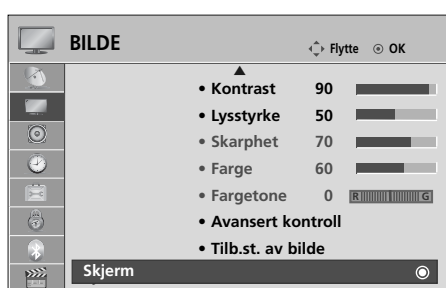 BILDE
Flytte OK
• Kontrast 90
• Lysstyrke 50
• Skarphet 70
• Farge 60
• Fargetone 0 R G
• Avansert kontroll
• Tilb.st. av bilde
Skjerm